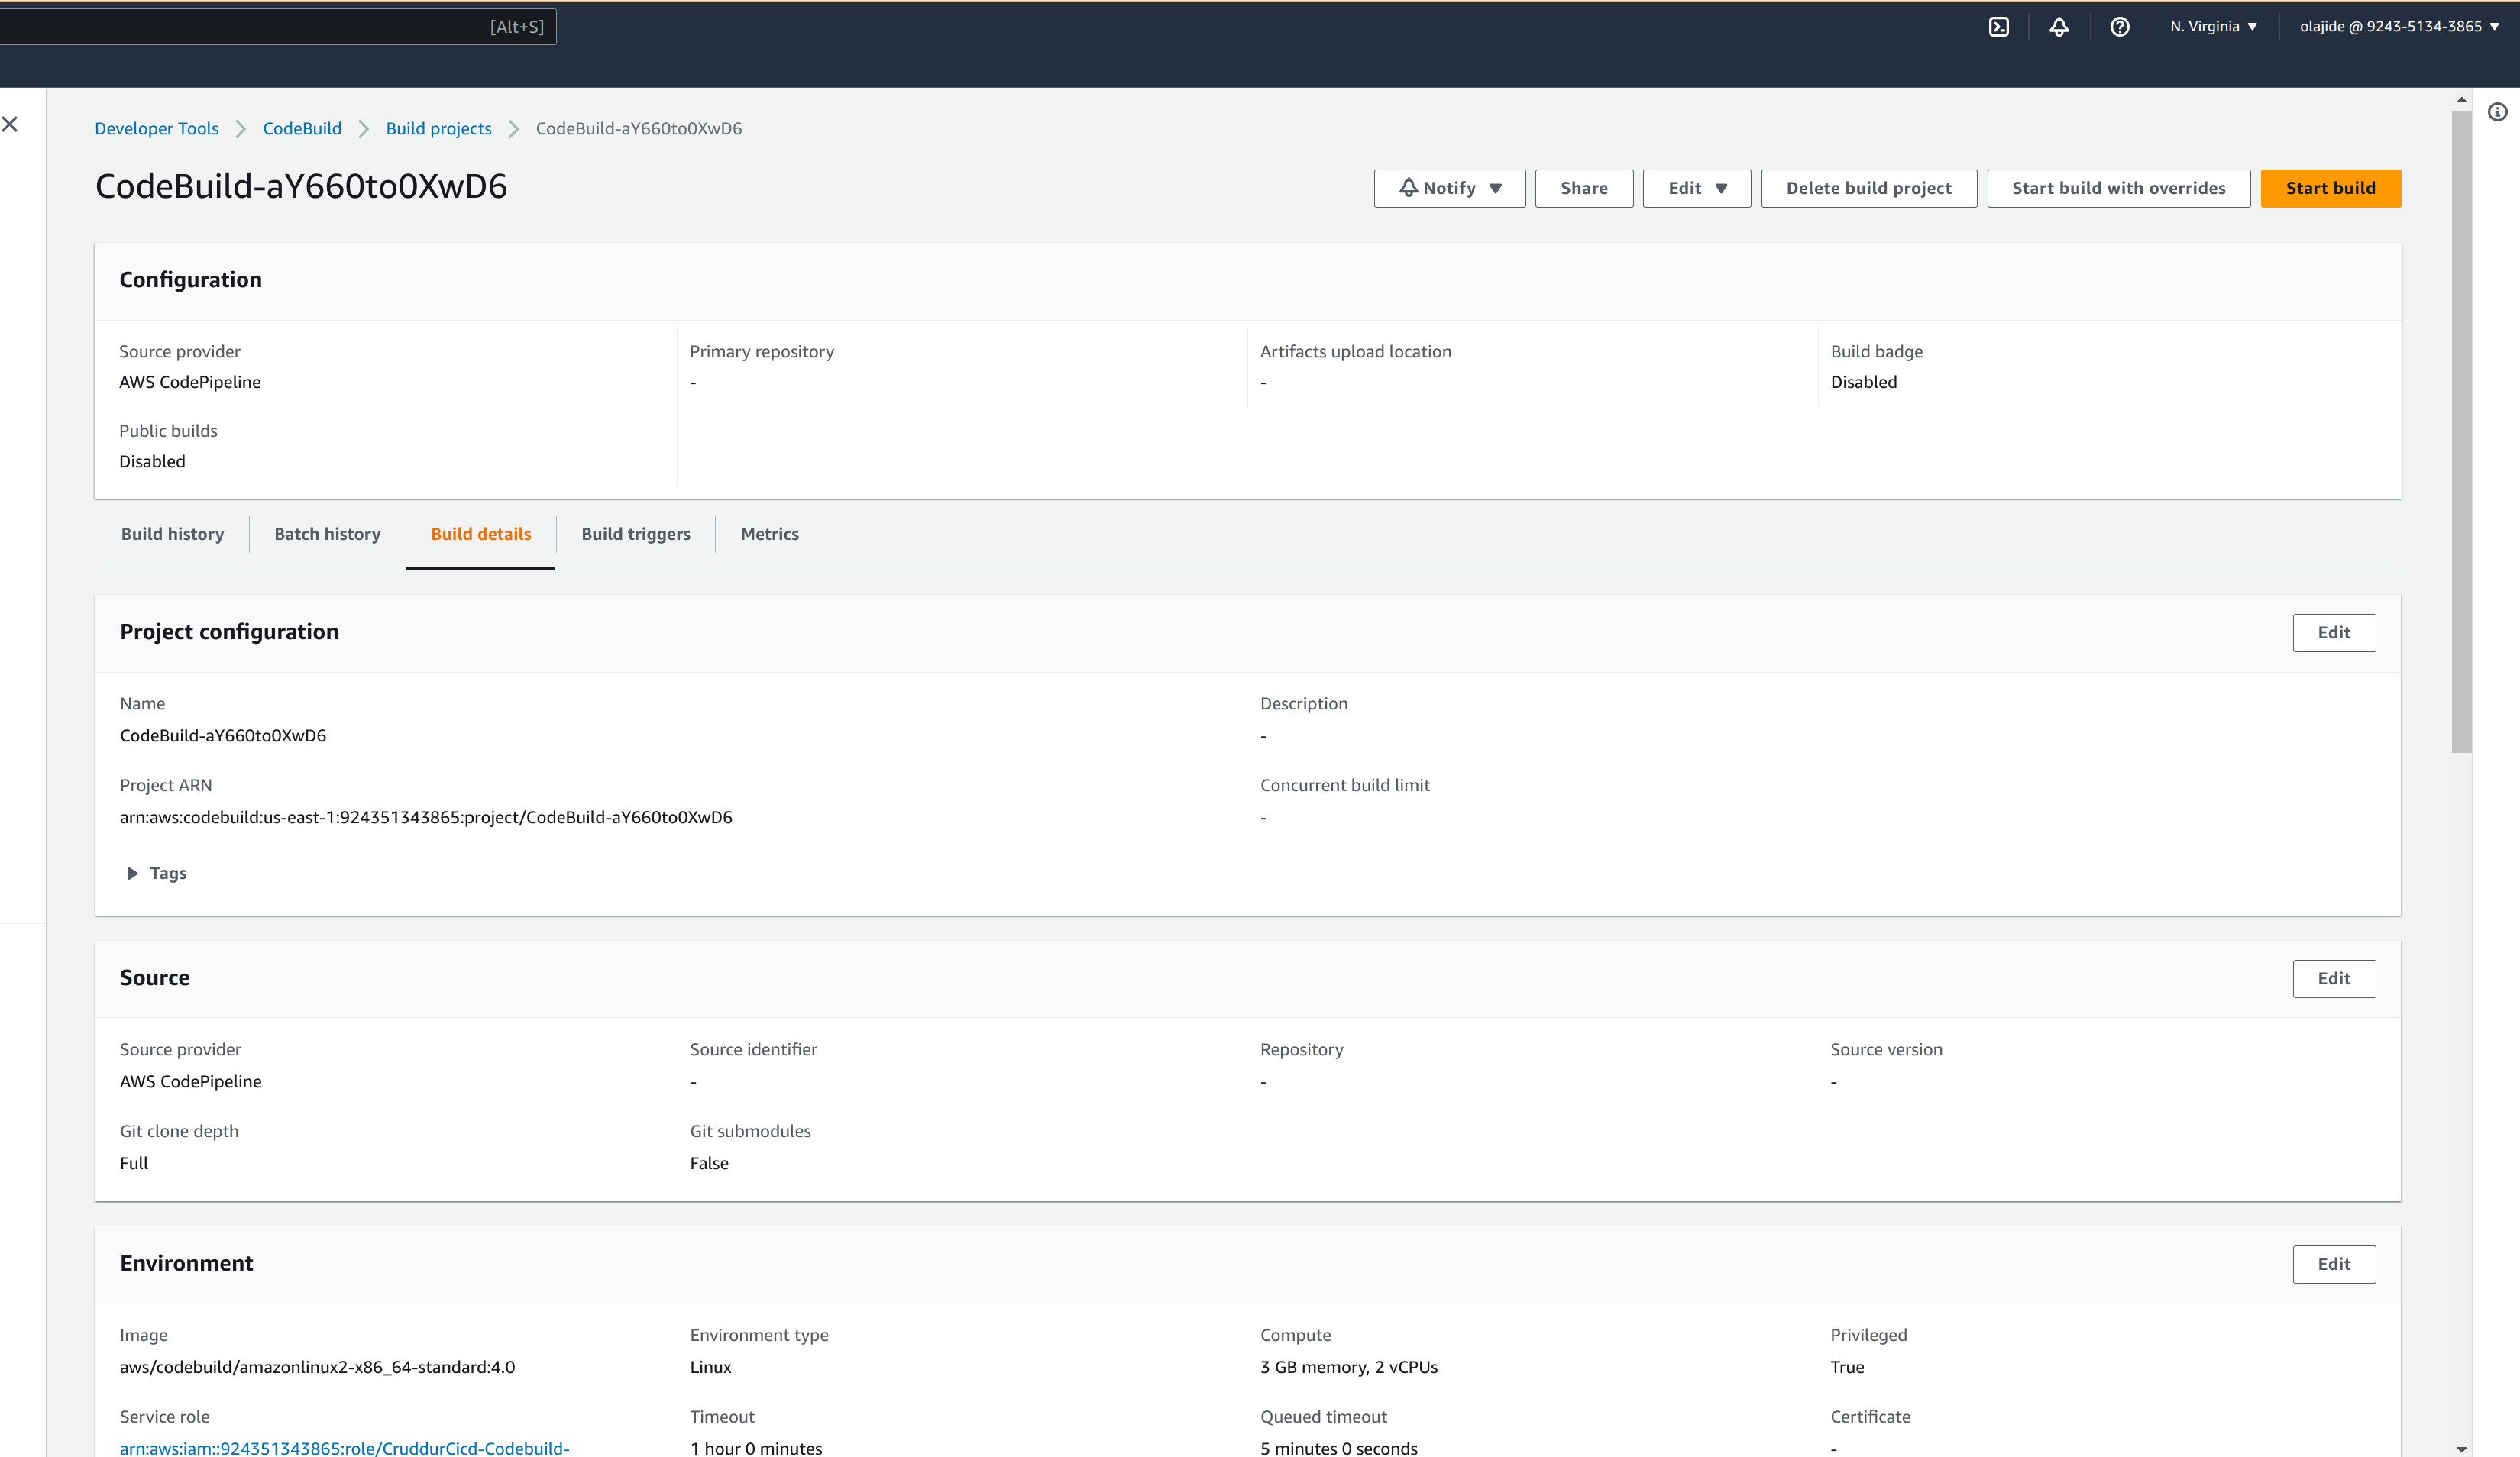 [Alt+S]
N. Virginia
olajide @ 9243-5134-3865
Developer Tools
CodeBuild
Build projects
CodeBuild-aY660to0XwD6
CodeBuild-aY660to0XwD6
Notify
Share
Edit
Delete build project
Start build with overrides
Start build
Configuration
Source provider
AWS CodePipeline
Primary repository
-
Artifacts upload location
-
Build badge
Disabled
Public builds
Disabled
Build history
Batch history
Build details
Build triggers
Metrics
Project configuration
Edit
Name
CodeBuild-aY660to0XwD6
Description
-
Project ARN
arn:aws:codebuild:us-east-1:924351343865:project/CodeBuild-aY660to0XwD6
Concurrent build limit
-
Tags
Source
Edit
Source provider
AWS CodePipeline
Source identifier
-
Repository
-
Source version
-
Git clone depth
Full
Git submodules
False
Environment
Edit
Image
aws/codebuild/amazonlinux2-x86_64-standard:4.0
Environment type
Linux
Compute
3 GB memory, 2 vCPUs
Privileged
True
Service role
arn:aws:iam::924351343865:role/CruddurCicd-Codebuild-
Timeout
1 hour 0 minutes
Queued timeout
5 minutes 0 seconds
Certificate
-